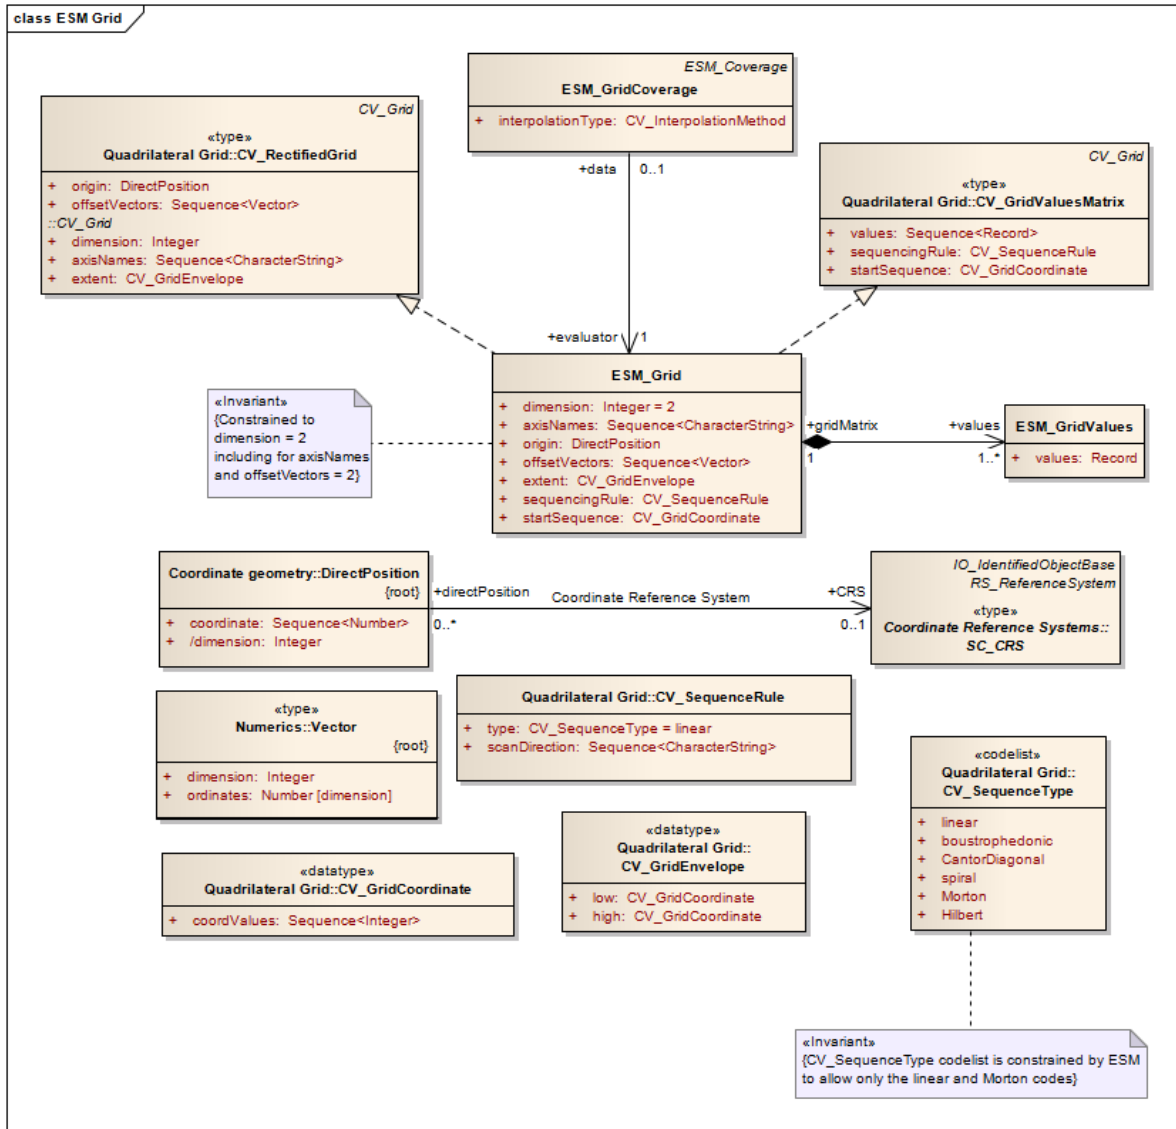 class ESM Grid
ESM_Coverage
ESM_GridCoverage
+ interpolationType: CV_InterpolationMethod
CV_Grid
«type»
Quadrilateral Grid::CV_RectifiedGrid
+ origin: DirectPosition
+ offsetVectors: Sequence<Vector>
::CV_Grid
+ dimension: Integer
+ axisNames: Sequence<CharacterString>
+ extent: CV_GridEnvelope
CV_Grid
«type»
Quadrilateral Grid::CV_GridValuesMatrix
+ values: Sequence<Record>
+ sequencingRule: CV_SequenceRule
+ startSequence: CV_GridCoordinate
+data 0..1
+evaluator 1
ESM_Grid
+ dimension: Integer = 2
+ axisNames: Sequence<CharacterString>
+ origin: DirectPosition
+ offsetVectors: Sequence<Vector>
+ extent: CV_GridEnvelope
+ sequencingRule: CV_SequenceRule
+ startSequence: CV_GridCoordinate
«Invariant»
{Constrained to
dimension = 2
including for axisNames
and offsetVectors = 2}
+gridMatrix
1
+values
1..*
ESM_GridValues
+ values: Record
Coordinate geometry::DirectPosition
{root}
+ coordinate: Sequence<Number>
+ /dimension: Integer
+directPosition
0..*
Coordinate Reference System
+CRS
0..1
IO_IdentifiedObjectBase
RS_ReferenceSystem
«type»
Coordinate Reference Systems::
SC_CRS
«type»
Numerics::Vector
{root}
+ dimension: Integer
+ ordinates: Number [dimension]
Quadrilateral Grid::CV_SequenceRule
+ type: CV_SequenceType = linear
+ scanDirection: Sequence<CharacterString>
«codelist»
Quadrilateral Grid::
CV_SequenceType
+ linear
+ boustrophedonic
+ CantorDiagonal
+ spiral
+ Morton
+ Hilbert
«datatype»
Quadrilateral Grid::CV_GridCoordinate
+ coordValues: Sequence<Integer>
«datatype»
Quadrilateral Grid::
CV_GridEnvelope
+ low: CV_GridCoordinate
+ high: CV_GridCoordinate
«Invariant»
{CV_SequenceType codelist is constrained by ESM
to allow only the linear and Morton codes}